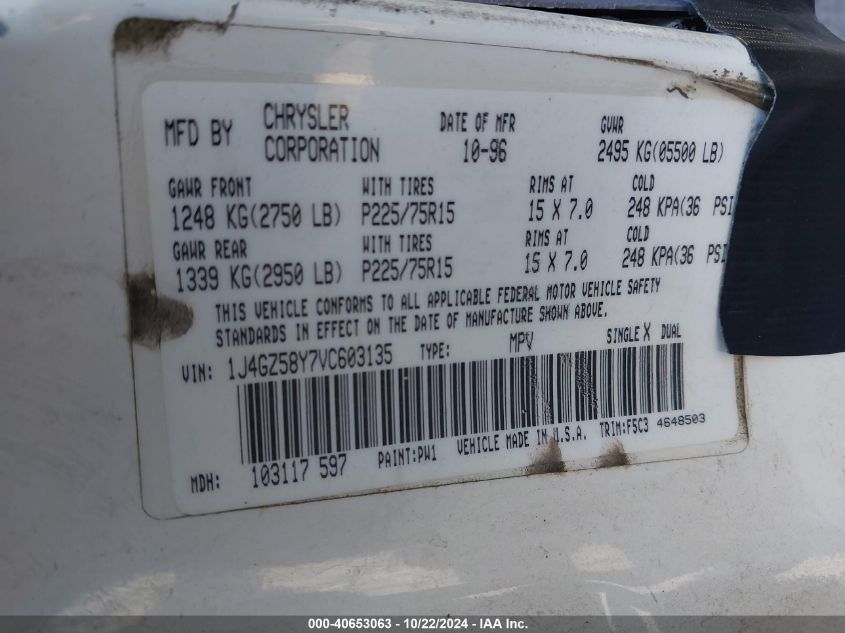 MFD BY CHRYSLER CORPORATION DATE OF MFR 10-96 GVWR 2495 KG(05500 LB)
GAWR FRONT WITH TIRES RIMS AT COLD
1248 KG(2750 LB) P225/75R15 15 X 7.0 248 KPA(36 PSI
GAWR REAR WITH TIRES RIMS AT COLD
1339 KG(2950 LB) P225/75R15 15 X 7.0 248 KPA(36 PSI
THIS VEHICLE CONFORMS TO ALL APPLICABLE FEDERAL MOTOR VEHICLE SAFETY
STANDARDS IN EFFECT ON THE DATE OF MANUFACTURE SHOWN ABOVE.
VIN: 1J4GZ58Y7VC603135 TYPE: MPV SINGLE X DUAL
MDH: 103117 597 PAINT:PW1 VEHICLE MADE IN U.S.A. TRIM:F5C3 4648503
000-40653063 - 10/22/2024 - IAA Inc.